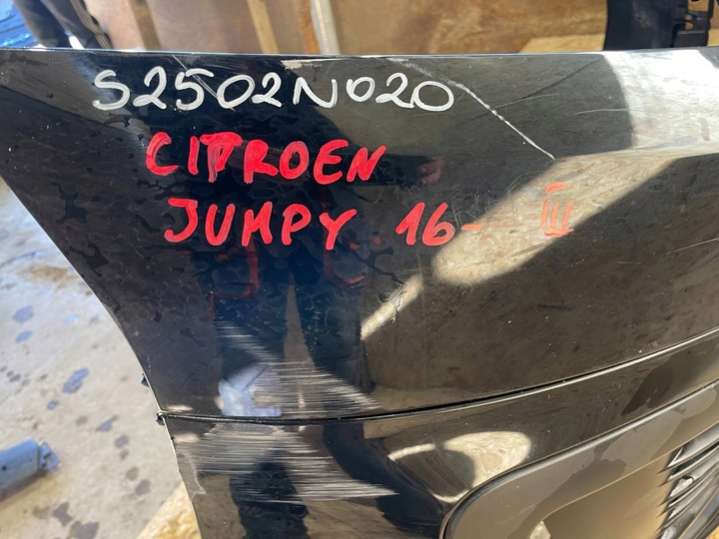 S2502N020
CITROEN
JUMPY 16- III